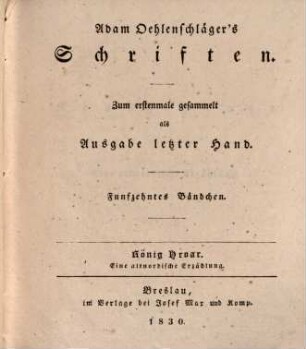 Adam Oehlenschläger's
Schriften.
Zum erstenmale gesammelt
als
Ausgabe letzter Hand.
Funfzehntes Bändchen.
König Hroar.
Eine altnordische Erzählung.
Breslau,
im Verlage bei Josef Max und Komp.
1830.